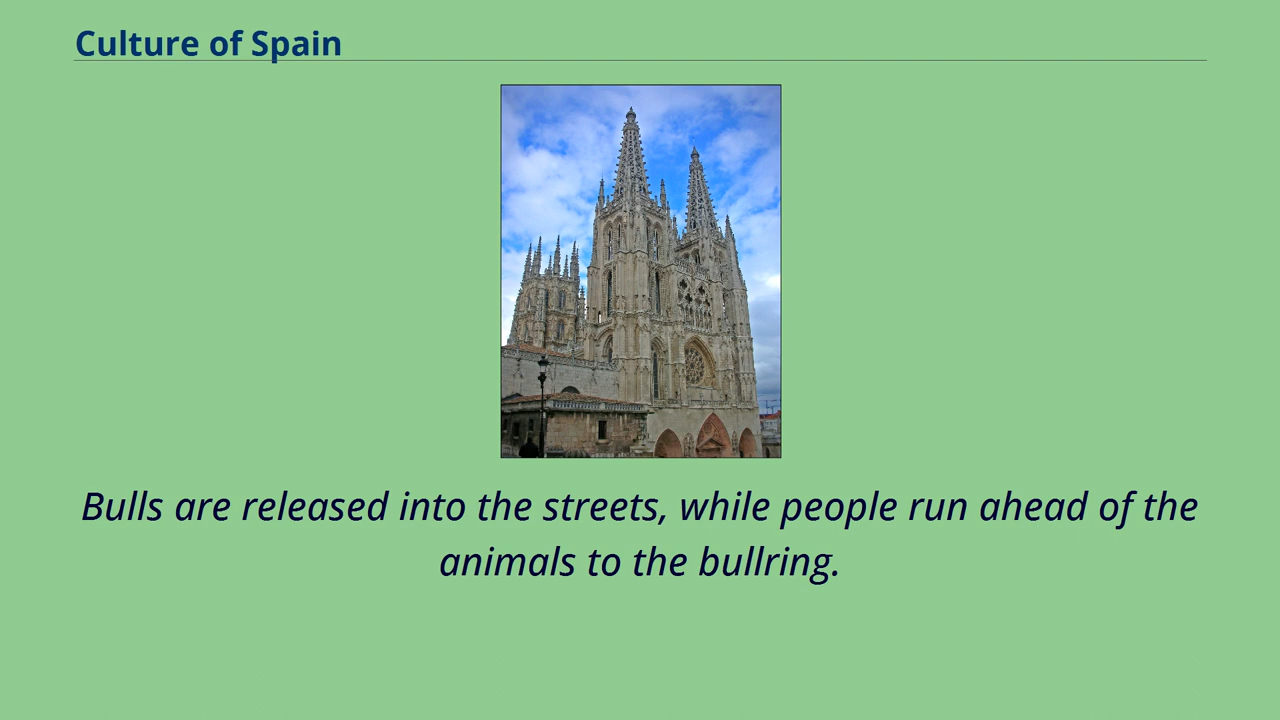 Culture of Spain
Bulls are released into the streets, while people run ahead of the
animals to the bullring.